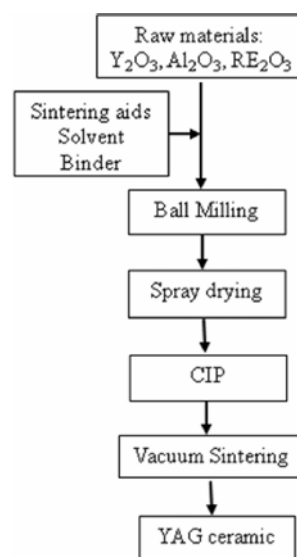 Raw materials:
Y₂O₃, Al₂O₃, RE₂O₃
Sintering aids
Solvent
Binder
Ball Milling
Spray drying
CIP
Vacuum Sintering
YAG ceramic